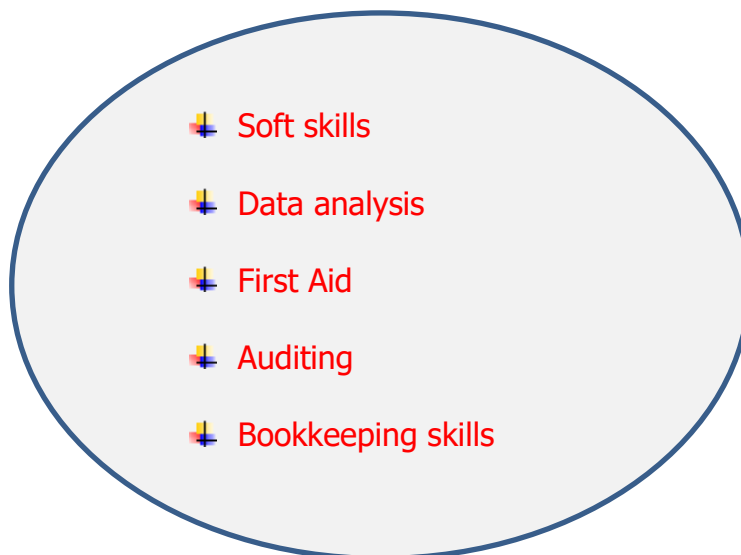 Soft skills
Data analysis
First Aid
Auditing
Bookkeeping skills